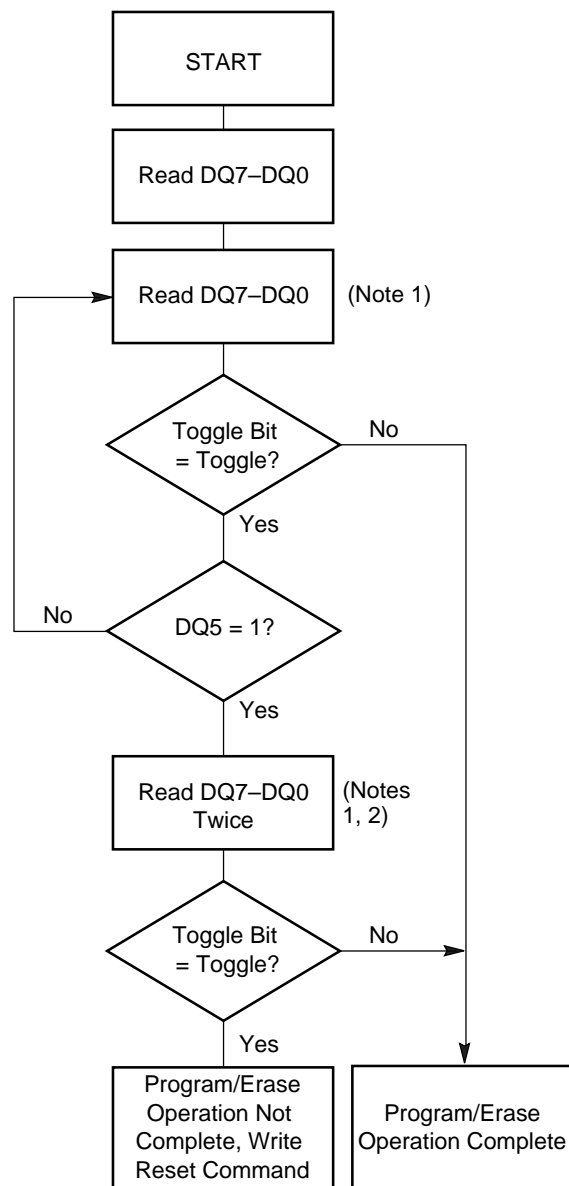 START
Read DQ7–DQ0
Read DQ7–DQ0
(Note 1)
Toggle Bit
= Toggle?
No
Yes
No
DQ5 = 1?
Yes
Read DQ7–DQ0
Twice
(Notes
1, 2)
Toggle Bit
= Toggle?
No
Yes
Program/Erase
Operation Not
Complete, Write
Reset Command
Program/Erase
Operation Complete